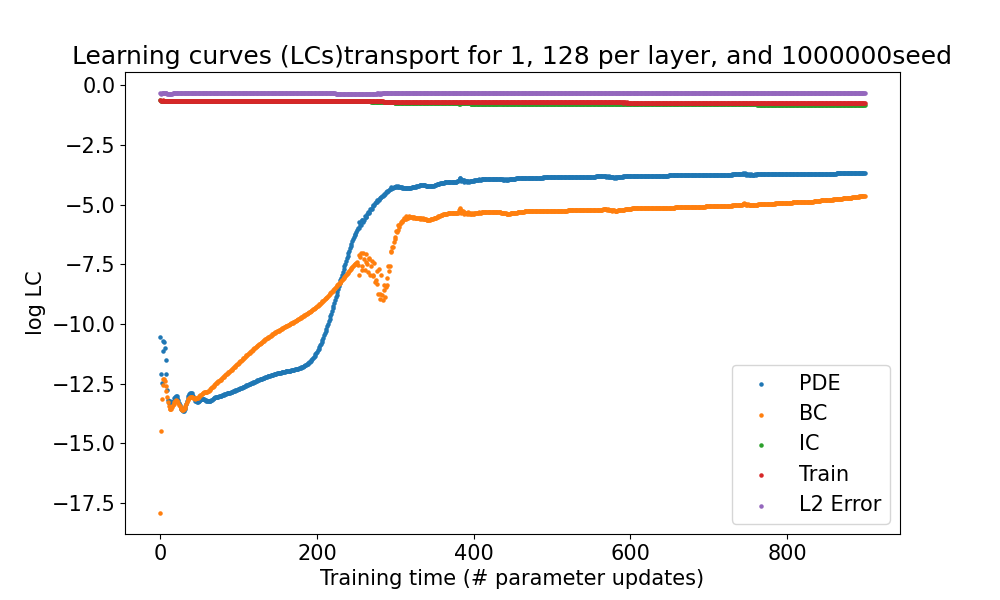 Learning curves (LCs)transport for 1, 128 per layer, and 1000000seed
log LC
0.0
−2.5
−5.0
−7.5
−10.0
−12.5
−15.0
−17.5
PDE
BC
IC
Train
L2 Error
0 200 400 600 800
Training time (# parameter updates)